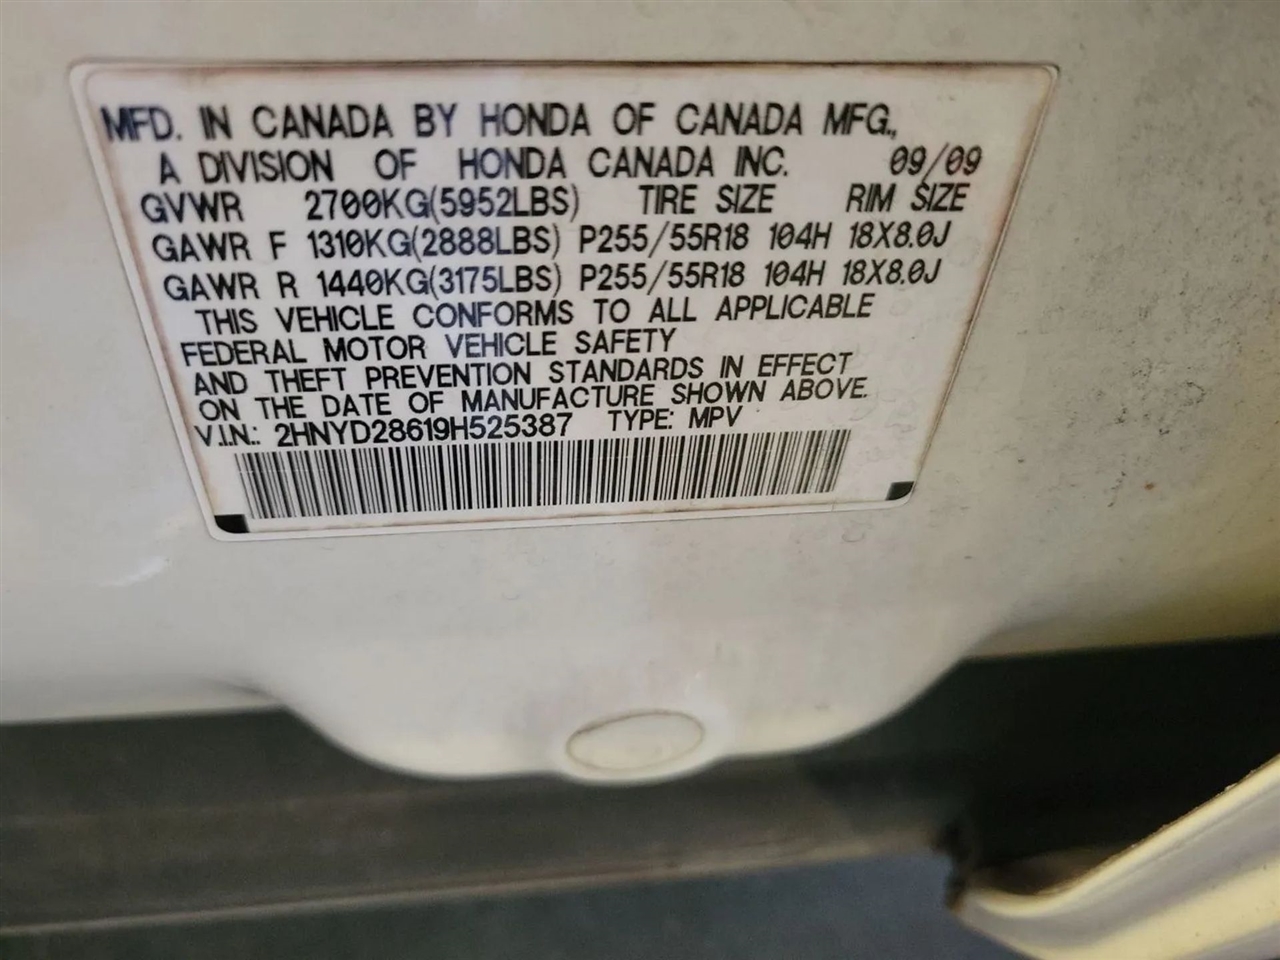 MFD. IN CANADA BY HONDA OF CANADA MFG.,
A DIVISION OF HONDA CANADA INC. 09/09
GVWR 2700KG(5952LBS) TIRE SIZE RIM SIZE
GAWR F 1310KG(2888LBS) P255/55R18 104H 18X8.0J
GAWR R 1440KG(3175LBS) P255/55R18 104H 18X8.0J
THIS VEHICLE CONFORMS TO ALL APPLICABLE
FEDERAL MOTOR VEHICLE SAFETY
AND THEFT PREVENTION STANDARDS IN EFFECT
ON THE DATE OF MANUFACTURE SHOWN ABOVE.
V.I.N.: 2HNYD28619H525387 TYPE: MPV